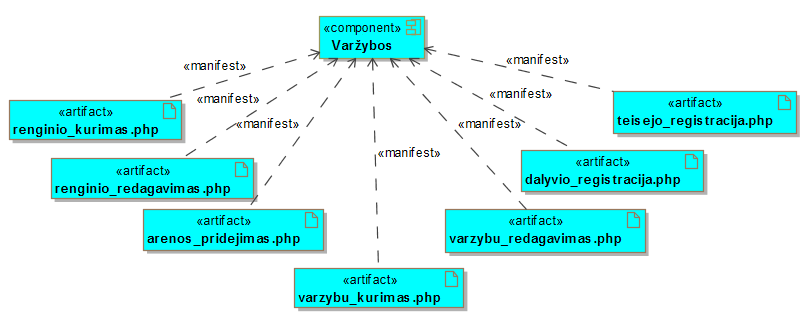 «component»
Varžybos
«manifest»
«manifest»
«manifest»
«manifest»
«manifest»
«manifest»
«manifest»
«artifact»
renginio_kurimas.php
«artifact»
teisejo_registracija.php
«artifact»
renginio_redagavimas.php
«artifact»
dalyvio_registracija.php
«artifact»
arenos_pridejimas.php
«artifact»
varzybu_redagavimas.php
«artifact»
varzybu_kurimas.php